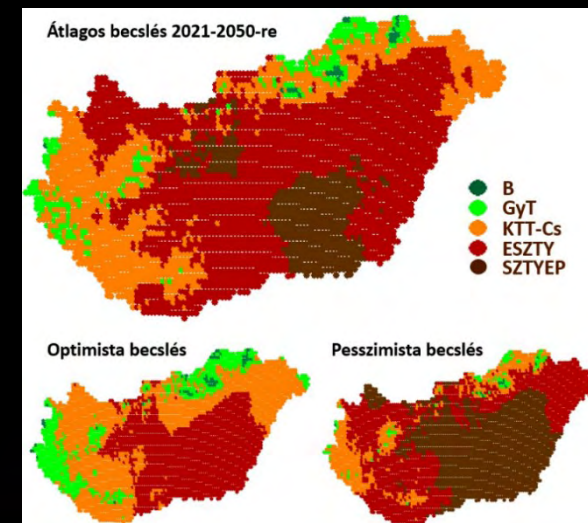 Átlagos becslés 2021-2050-re
B
GyT
KTT-Cs
ESZTY
SZTYEP
Optimista becslés
Pesszimista becslés